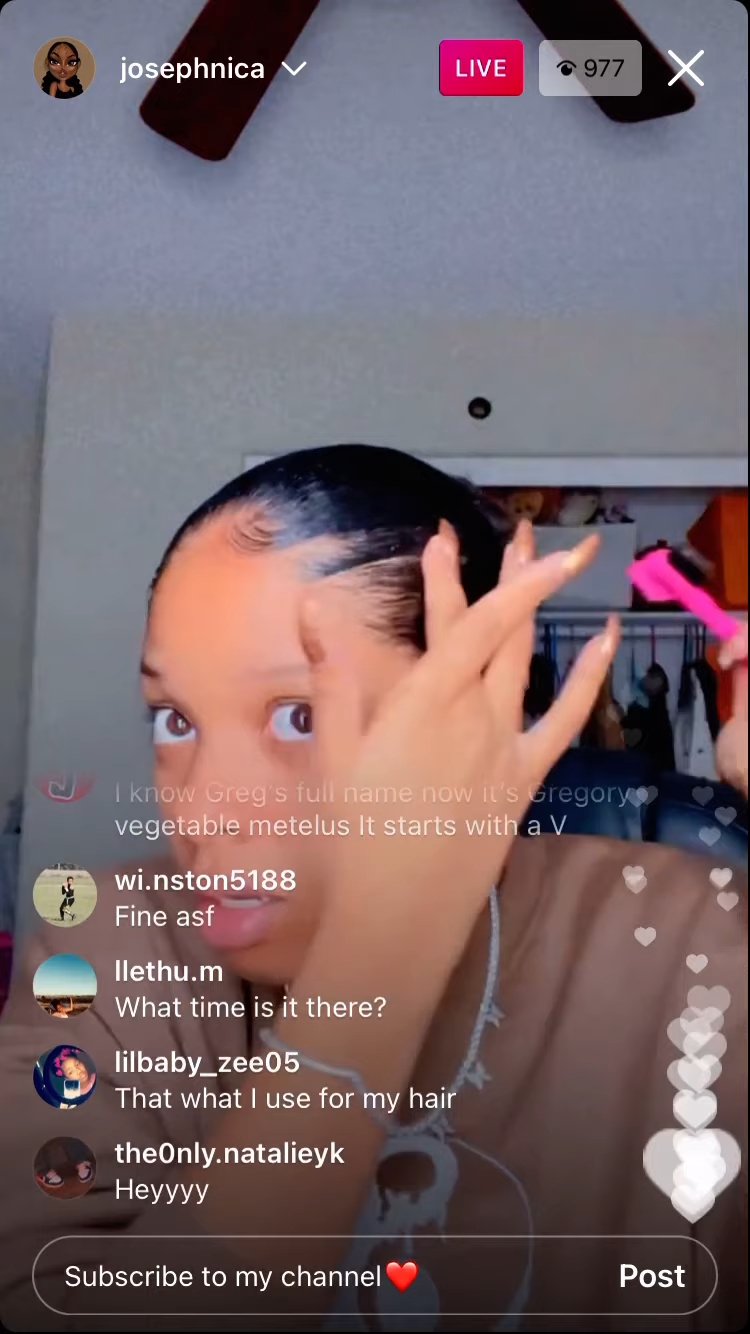 josephnica
LIVE
977
I know Greg's full name now it's Gregory
vegetable metelus It starts with a V
wi.nston5188
Fine asf
llethu.m
What time is it there?
lilbaby_zee05
That what I use for my hair
the0nly.natalieyk
Heyyyy
Subscribe to my channel❤️
Post